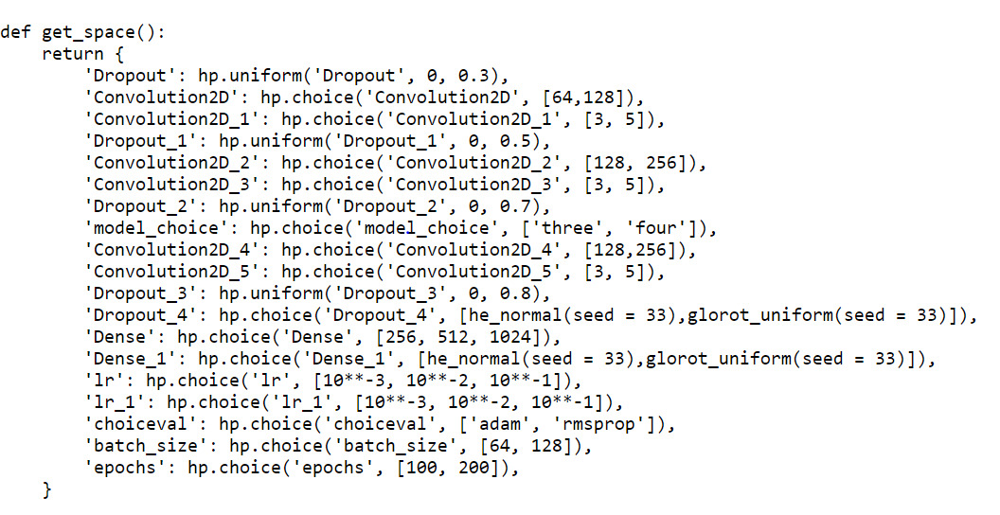 def get_space():
    return {
        'Dropout': hp.uniform('Dropout', 0, 0.3),
        'Convolution2D': hp.choice('Convolution2D', [64,128]),
        'Convolution2D_1': hp.choice('Convolution2D_1', [3, 5]),
        'Dropout_1': hp.uniform('Dropout_1', 0, 0.5),
        'Convolution2D_2': hp.choice('Convolution2D_2', [128, 256]),
        'Convolution2D_3': hp.choice('Convolution2D_3', [3, 5]),
        'Dropout_2': hp.uniform('Dropout_2', 0, 0.7),
        'model_choice': hp.choice('model_choice', ['three', 'four']),
        'Convolution2D_4': hp.choice('Convolution2D_4', [128,256]),
        'Convolution2D_5': hp.choice('Convolution2D_5', [3, 5]),
        'Dropout_3': hp.uniform('Dropout_3', 0, 0.8),
        'Dropout_4': hp.choice('Dropout_4', [he_normal(seed = 33),glorot_uniform(seed = 33)]),
        'Dense': hp.choice('Dense', [256, 512, 1024]),
        'Dense_1': hp.choice('Dense_1', [he_normal(seed = 33),glorot_uniform(seed = 33)]),
        'lr': hp.choice('lr', [10**-3, 10**-2, 10**-1]),
        'lr_1': hp.choice('lr_1', [10**-3, 10**-2, 10**-1]),
        'choiceval': hp.choice('choiceval', ['adam', 'rmsprop']),
        'batch_size': hp.choice('batch_size', [64, 128]),
        'epochs': hp.choice('epochs', [100, 200]),
    }